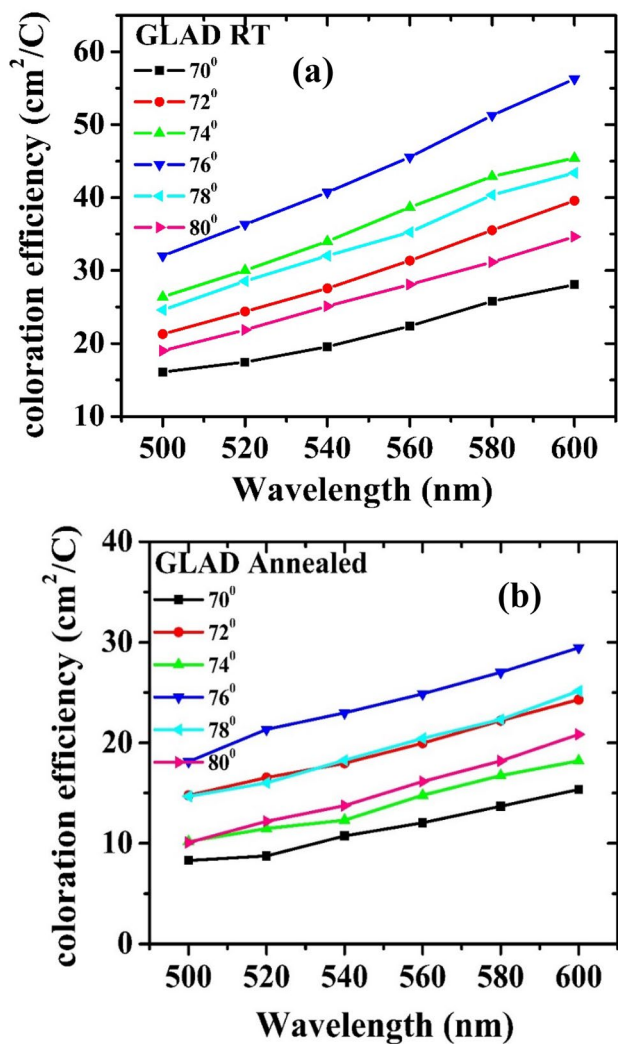 GLAD RT
(a)
70⁰
72⁰
74⁰
76⁰
78⁰
80⁰
coloration efficiency (cm²/C)
60
50
40
30
20
10
500 520 540 560 580 600
Wavelength (nm)
GLAD Annealed
(b)
70⁰
72⁰
74⁰
76⁰
78⁰
80⁰
coloration efficiency (cm²/C)
40
30
20
10
0
500 520 540 560 580 600
Wavelength (nm)